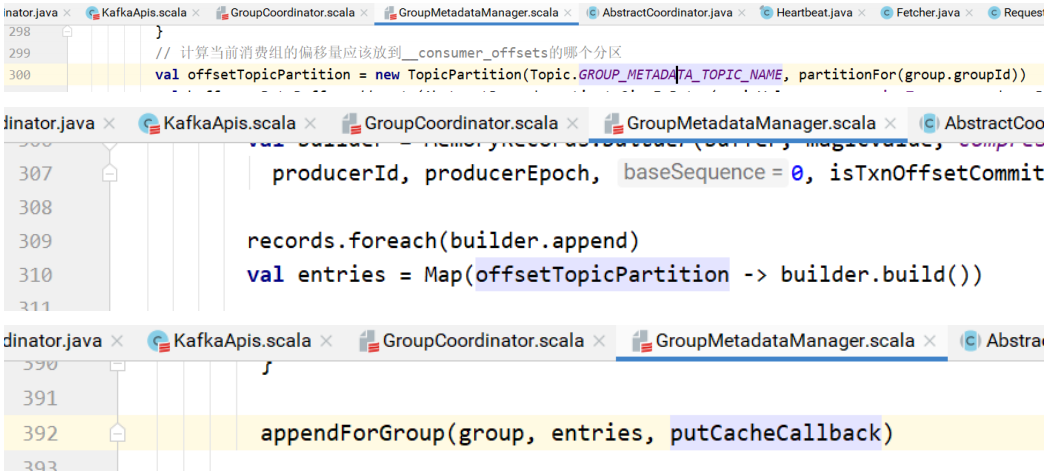 inator.java × KafkaApis.scala × GroupCoordinator.scala × GroupMetadataManager.scala × AbstractCoordinator.java × Heartbeat.java × Fetcher.java × Request
298 }
299 // 计算当前消费组的偏移量应该放到__consumer_offsets的哪个分区
300 val offsetTopicPartition = new TopicPartition(Topic.GROUP_METADATA_TOPIC_NAME, partitionFor(group.groupId))
dinator.java × KafkaApis.scala × GroupCoordinator.scala × GroupMetadataManager.scala × AbstractCoo
307 producerId, producerEpoch, baseSequence = 0, isTxnOffsetCommit
308
309 records.foreach(builder.append)
310 val entries = Map(offsetTopicPartition -> builder.build())
311
dinator.java × KafkaApis.scala × GroupCoordinator.scala × GroupMetadataManager.scala × Abstra
390 }
391
392 appendForGroup(group, entries, putCacheCallback)
393